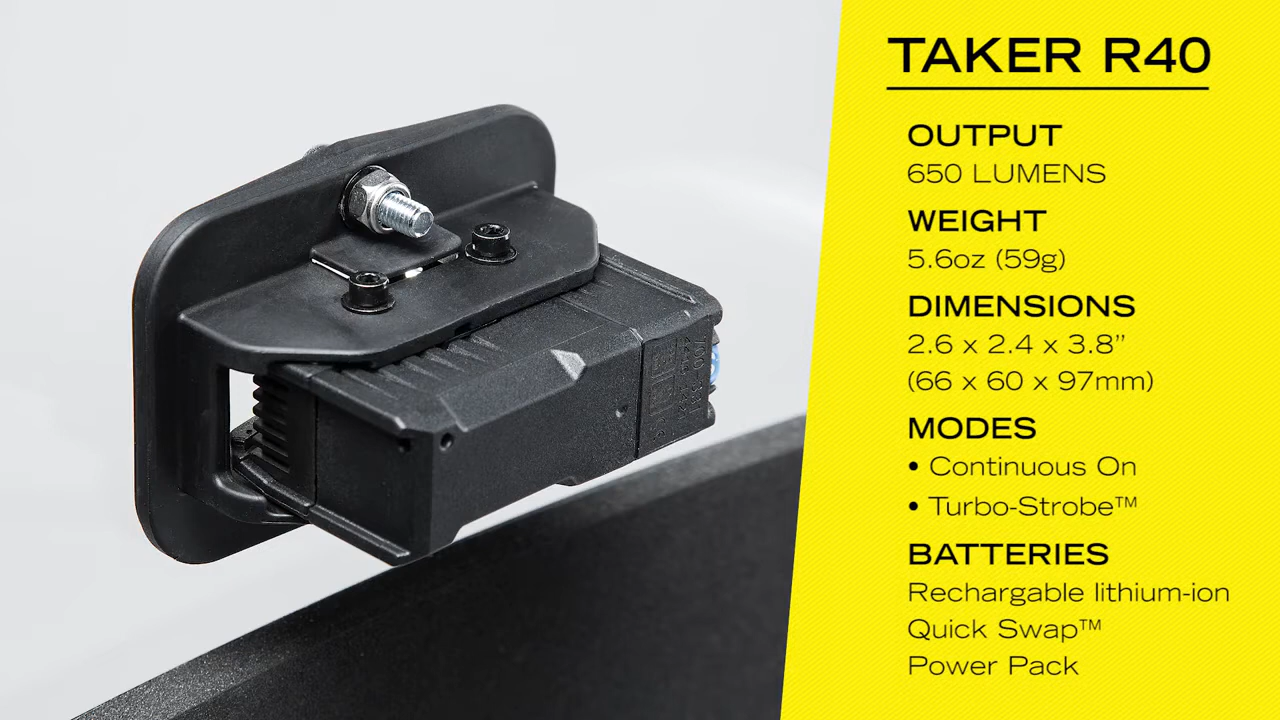 TAKER R40
OUTPUT
650 LUMENS
WEIGHT
5.6oz (59g)
DIMENSIONS
2.6 x 2.4 x 3.8”
(66 x 60 x 97mm)
MODES
• Continuous On
• Turbo-Strobe™
BATTERIES
Rechargable lithium-ion
Quick Swap™
Power Pack